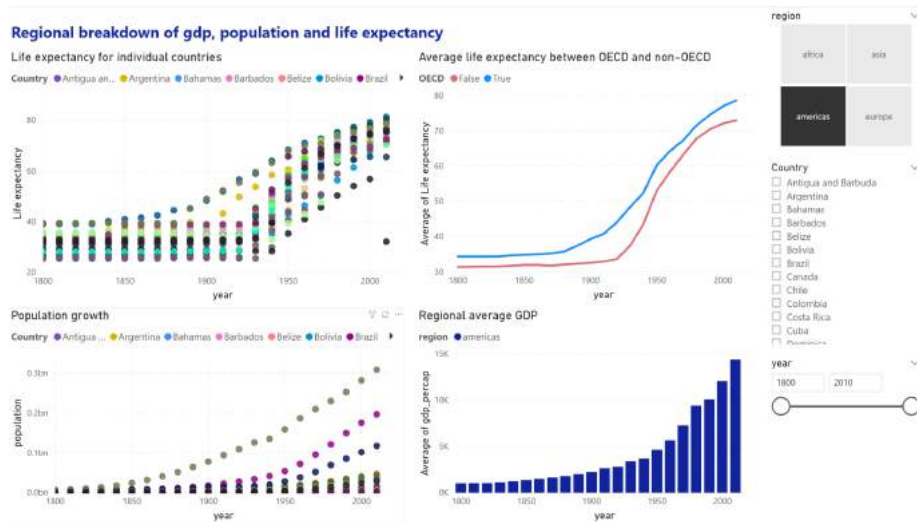 Regional breakdown of gdp, population and life expectancy
Life expectancy for individual countries
Country Antigua an... Argentina Bahamas Barbados Belize Bolivia Brazil
Life expectancy
80
60
40
20
1800 1850 1900 1950 2000
year
Average life expectancy between OECD and non-OECD
OECD False True
Average of Life expectancy
80
70
60
50
40
30
1800 1850 1900 1950 2000
year
Population growth
Country Antigua ... Argentina Bahamas Barbados Belize Bolivia Brazil
population
0.3bn
0.2bn
0.1bn
0.0bn
1800 1850 1900 1950 2000
year
Regional average GDP
region americas
Average of gdp_percap
15K
10K
5K
0K
1800 1850 1900 1950 2000
year
region
africa asia
americas europe
Country
Antigua and Barbuda
Argentina
Bahamas
Barbados
Belize
Bolivia
Brazil
Canada
Chile
Colombia
Costa Rica
Cuba
Dominica
year
1800 2010